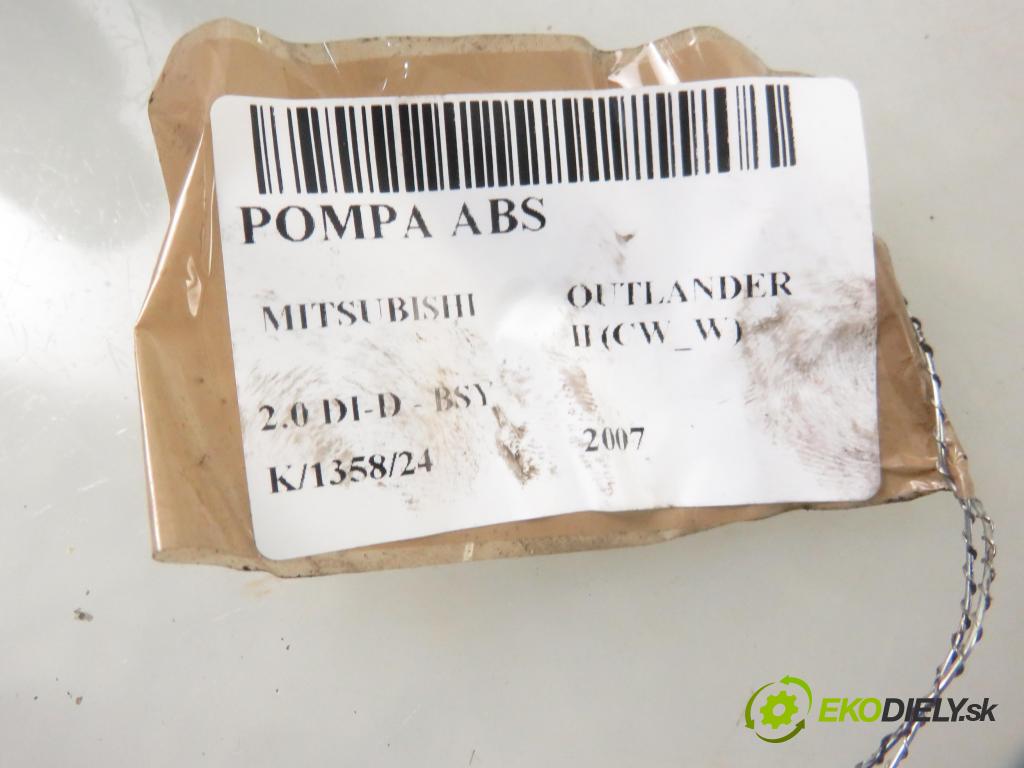 POMPA ABS
MITSUBISHI
OUTLANDER
II (CW_W)
2.0 DI-D - BSY
2007
K/1358/24
EKODIELY.sk